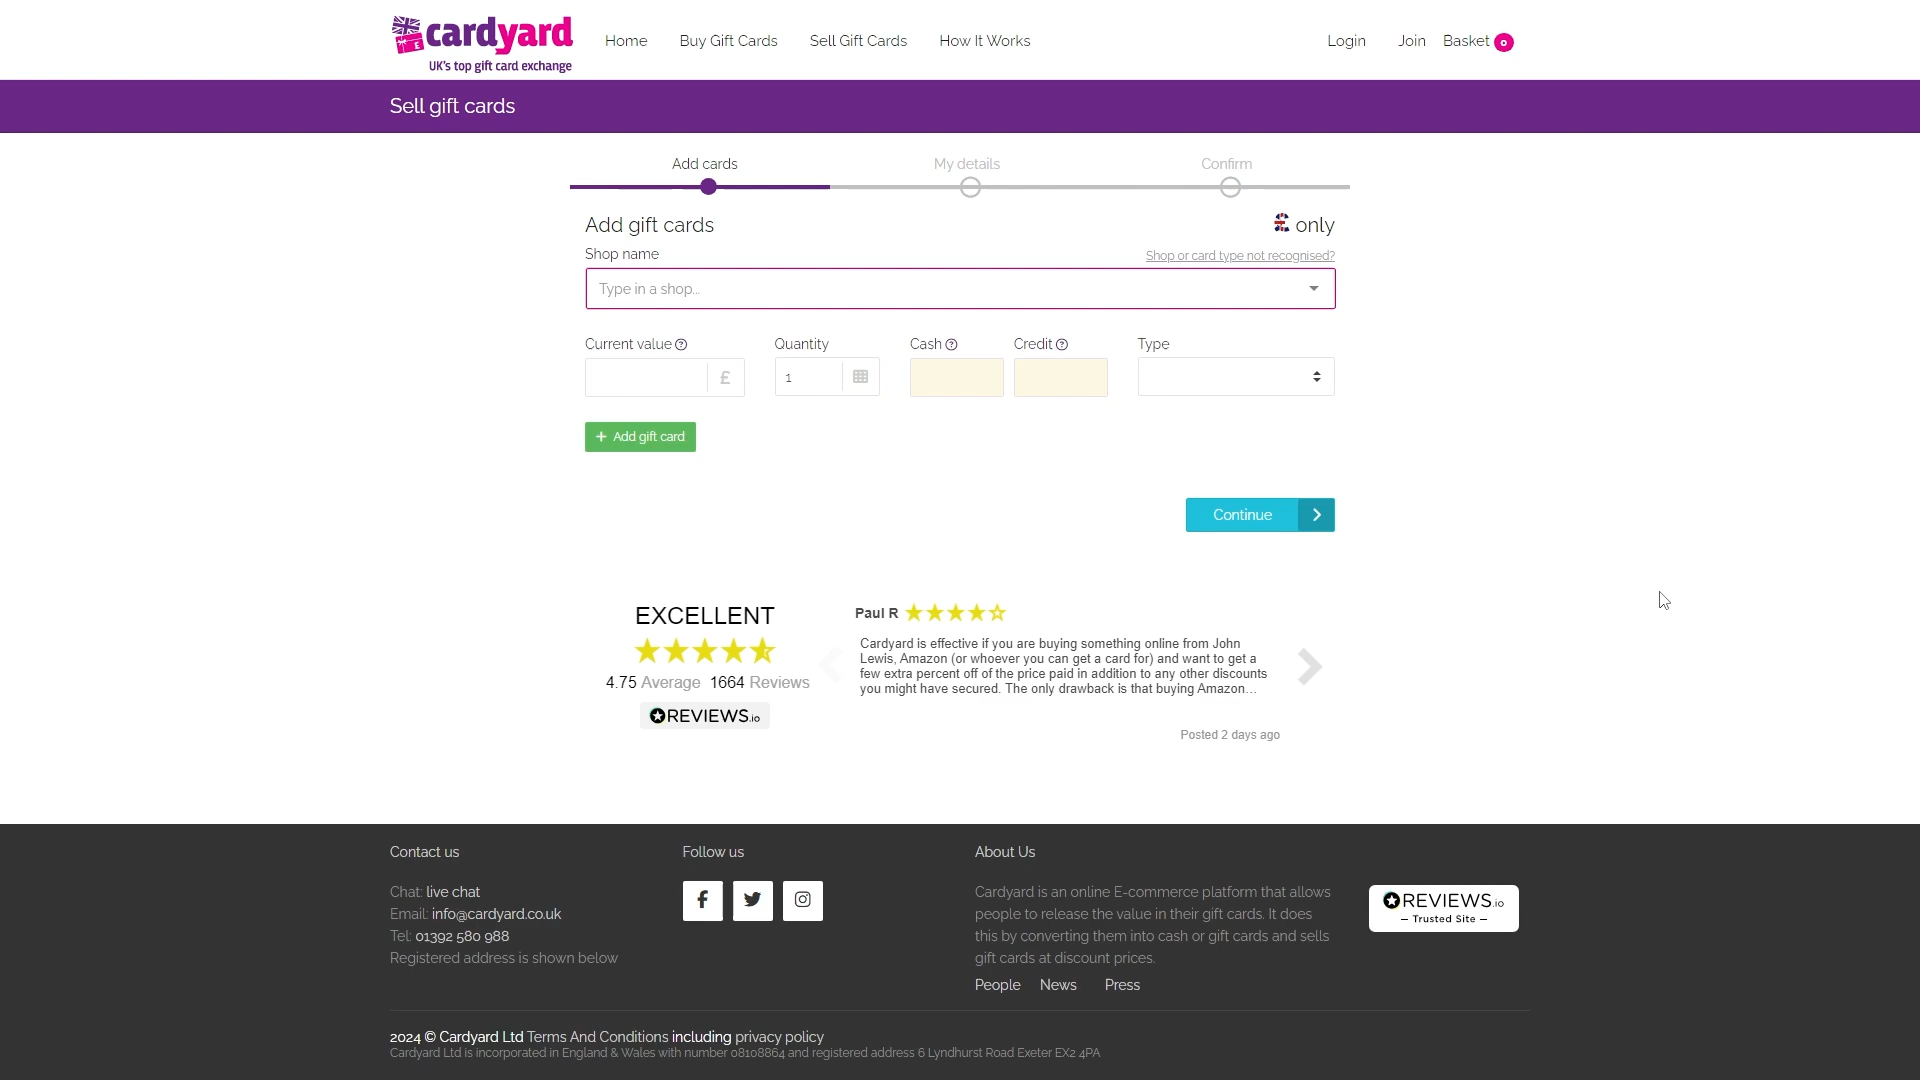 cardyard
UK's top gift card exchange
Home
Buy Gift Cards
Sell Gift Cards
How It Works
Login
Join
Basket 0
Sell gift cards
Add cards
My details
Confirm
Add gift cards
£ only
Shop name
Shop or card type not recognised?
Type in a shop...
Current value ?
Quantity
Cash ?
Credit ?
Type
£
1
+ Add gift card
Continue
EXCELLENT
4.75 Average 1664 Reviews
REVIEWS.io
Paul R
Cardyard is effective if you are buying something online from John
Lewis, Amazon (or whoever you can get a card for) and want to get a
few extra percent off of the price paid in addition to any other discounts
you might have secured. The only drawback is that buying Amazon...
Posted 2 days ago
Contact us
Chat: live chat
Email: info@cardyard.co.uk
Tel: 01392 580 988
Registered address is shown below
Follow us
About Us
Cardyard is an online E-commerce platform that allows
people to release the value in their gift cards. It does
this by converting them into cash or gift cards and sells
gift cards at discount prices.
People
News
Press
REVIEWS.io
— Trusted Site —
2024 © Cardyard Ltd Terms And Conditions including privacy policy
Cardyard Ltd is incorporated in England & Wales with number 08108864 and registered address 6 Lyndhurst Road Exeter EX2 4PA